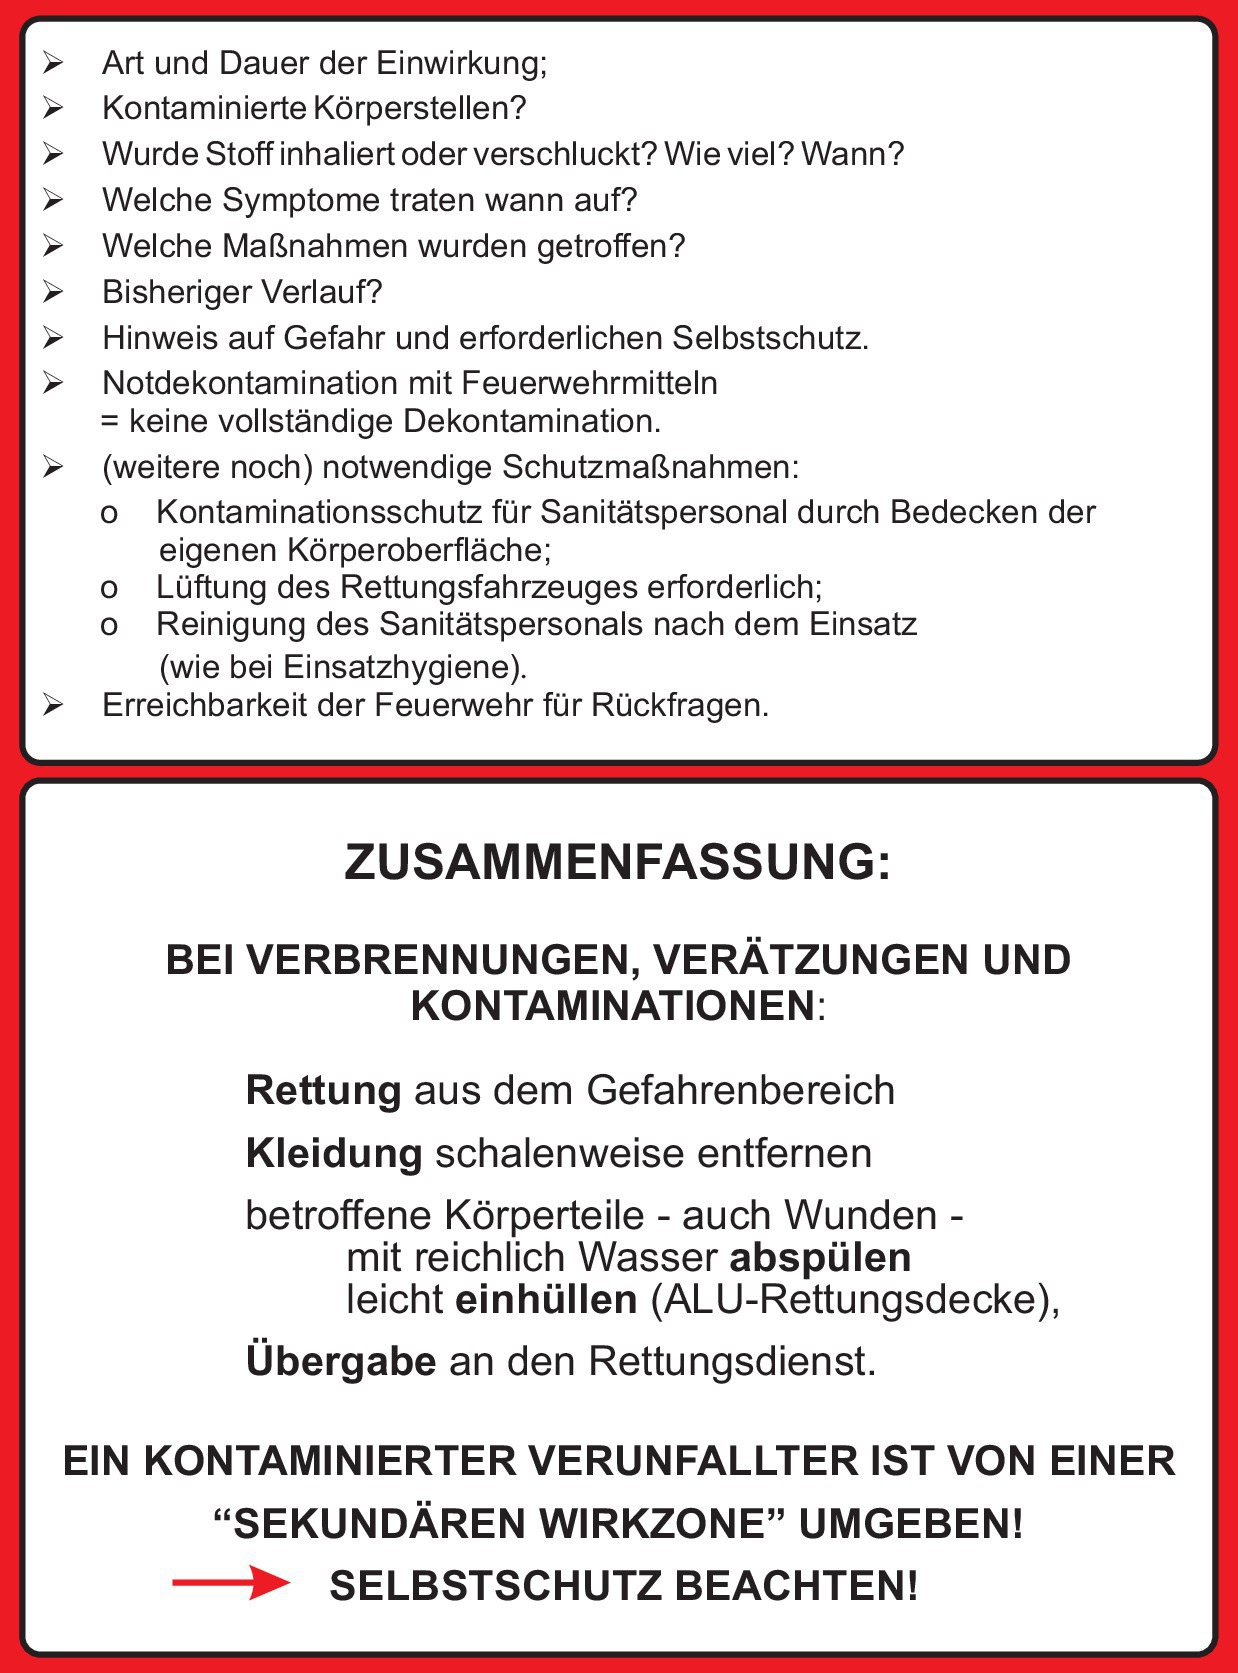 ➢ Art und Dauer der Einwirkung;
➢ Kontaminierte Körperstellen?
➢ Wurde Stoff inhaliert oder verschluckt? Wie viel? Wann?
➢ Welche Symptome traten wann auf?
➢ Welche Maßnahmen wurden getroffen?
➢ Bisheriger Verlauf?
➢ Hinweis auf Gefahr und erforderlichen Selbstschutz.
➢ Notdekontamination mit Feuerwehrmitteln
= keine vollständige Dekontamination.
➢ (weitere noch) notwendige Schutzmaßnahmen:
o Kontaminationsschutz für Sanitätspersonal durch Bedecken der
eigenen Körperoberfläche;
o Lüftung des Rettungsfahrzeuges erforderlich;
o Reinigung des Sanitätspersonals nach dem Einsatz
(wie bei Einsatzhygiene).
➢ Erreichbarkeit der Feuerwehr für Rückfragen.
ZUSAMMENFASSUNG:
BEI VERBRENNUNGEN, VERÄTZUNGEN UND
KONTAMINATIONEN:
Rettung aus dem Gefahrenbereich
Kleidung schalenweise entfernen
betroffene Körperteile - auch Wunden -
mit reichlich Wasser abspülen
leicht einhüllen (ALU-Rettungsdecke),
Übergabe an den Rettungsdienst.
EIN KONTAMINIERTER VERUNFALLTER IST VON EINER
“SEKUNDÄREN WIRKZONE” UMGEBEN!
SELBSTSCHUTZ BEACHTEN!